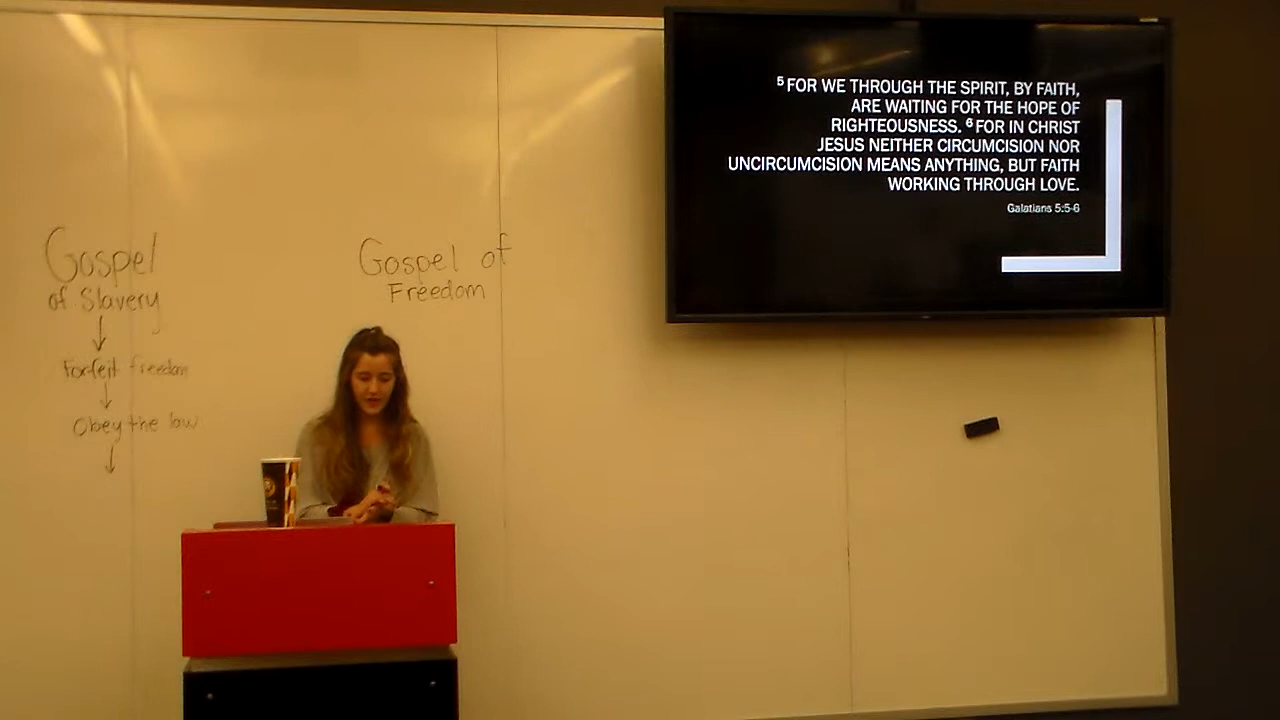 Gospel
of Slavery
Forfeit freedom
Obey the law
Gospel of
Freedom
5 FOR WE THROUGH THE SPIRIT, BY FAITH,
ARE WAITING FOR THE HOPE OF
RIGHTEOUSNESS. 6 FOR IN CHRIST
JESUS NEITHER CIRCUMCISION NOR
UNCIRCUMCISION MEANS ANYTHING, BUT FAITH
WORKING THROUGH LOVE.
Galatians 5:5-6